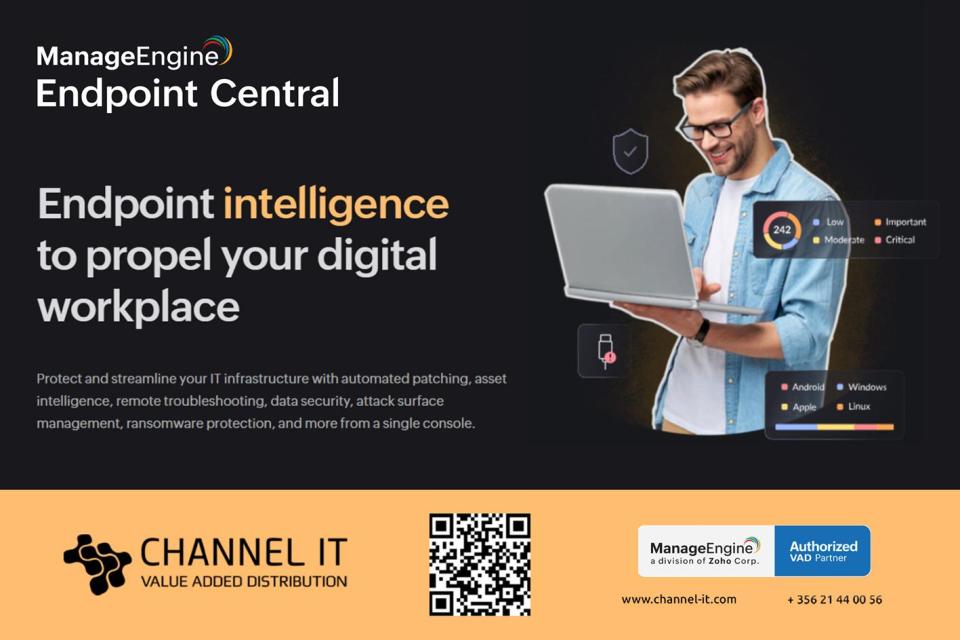 ManageEngine
Endpoint Central
Endpoint intelligence
to propel your digital
workplace
Protect and streamline your IT infrastructure with automated patching, asset
intelligence, remote troubleshooting, data security, attack surface
management, ransomware protection, and more from a single console.
242
Low
Important
Moderate
Critical
Android
Windows
Apple
Linux
CHANNEL IT
VALUE ADDED DISTRIBUTION
ManageEngine
a division of Zoho Corp.
Authorized
VAD Partner
www.channel-it.com
+ 356 21 44 00 56